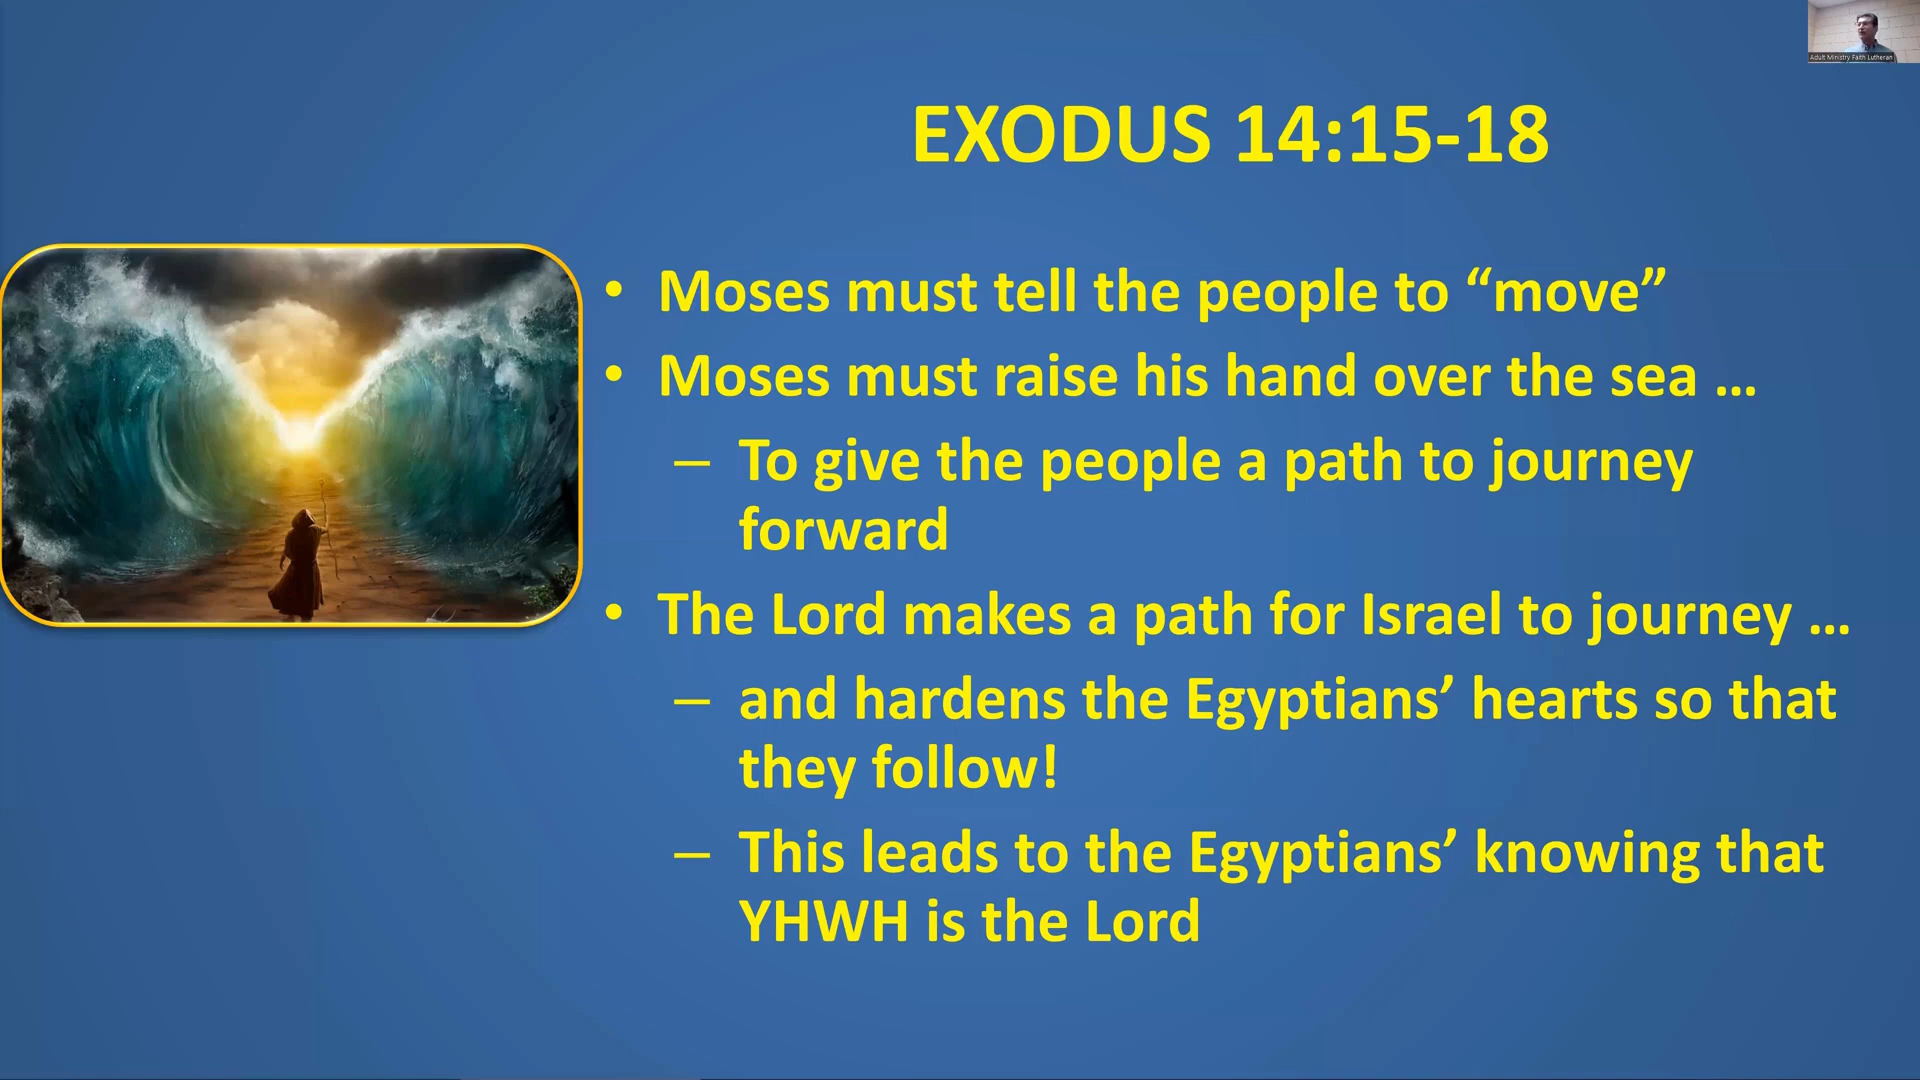 Adult Ministry Faith Lutheran
EXODUS 14:15-18
• Moses must tell the people to “move”
• Moses must raise his hand over the sea …
– To give the people a path to journey
forward
• The Lord makes a path for Israel to journey …
– and hardens the Egyptians’ hearts so that
they follow!
– This leads to the Egyptians’ knowing that
YHWH is the Lord